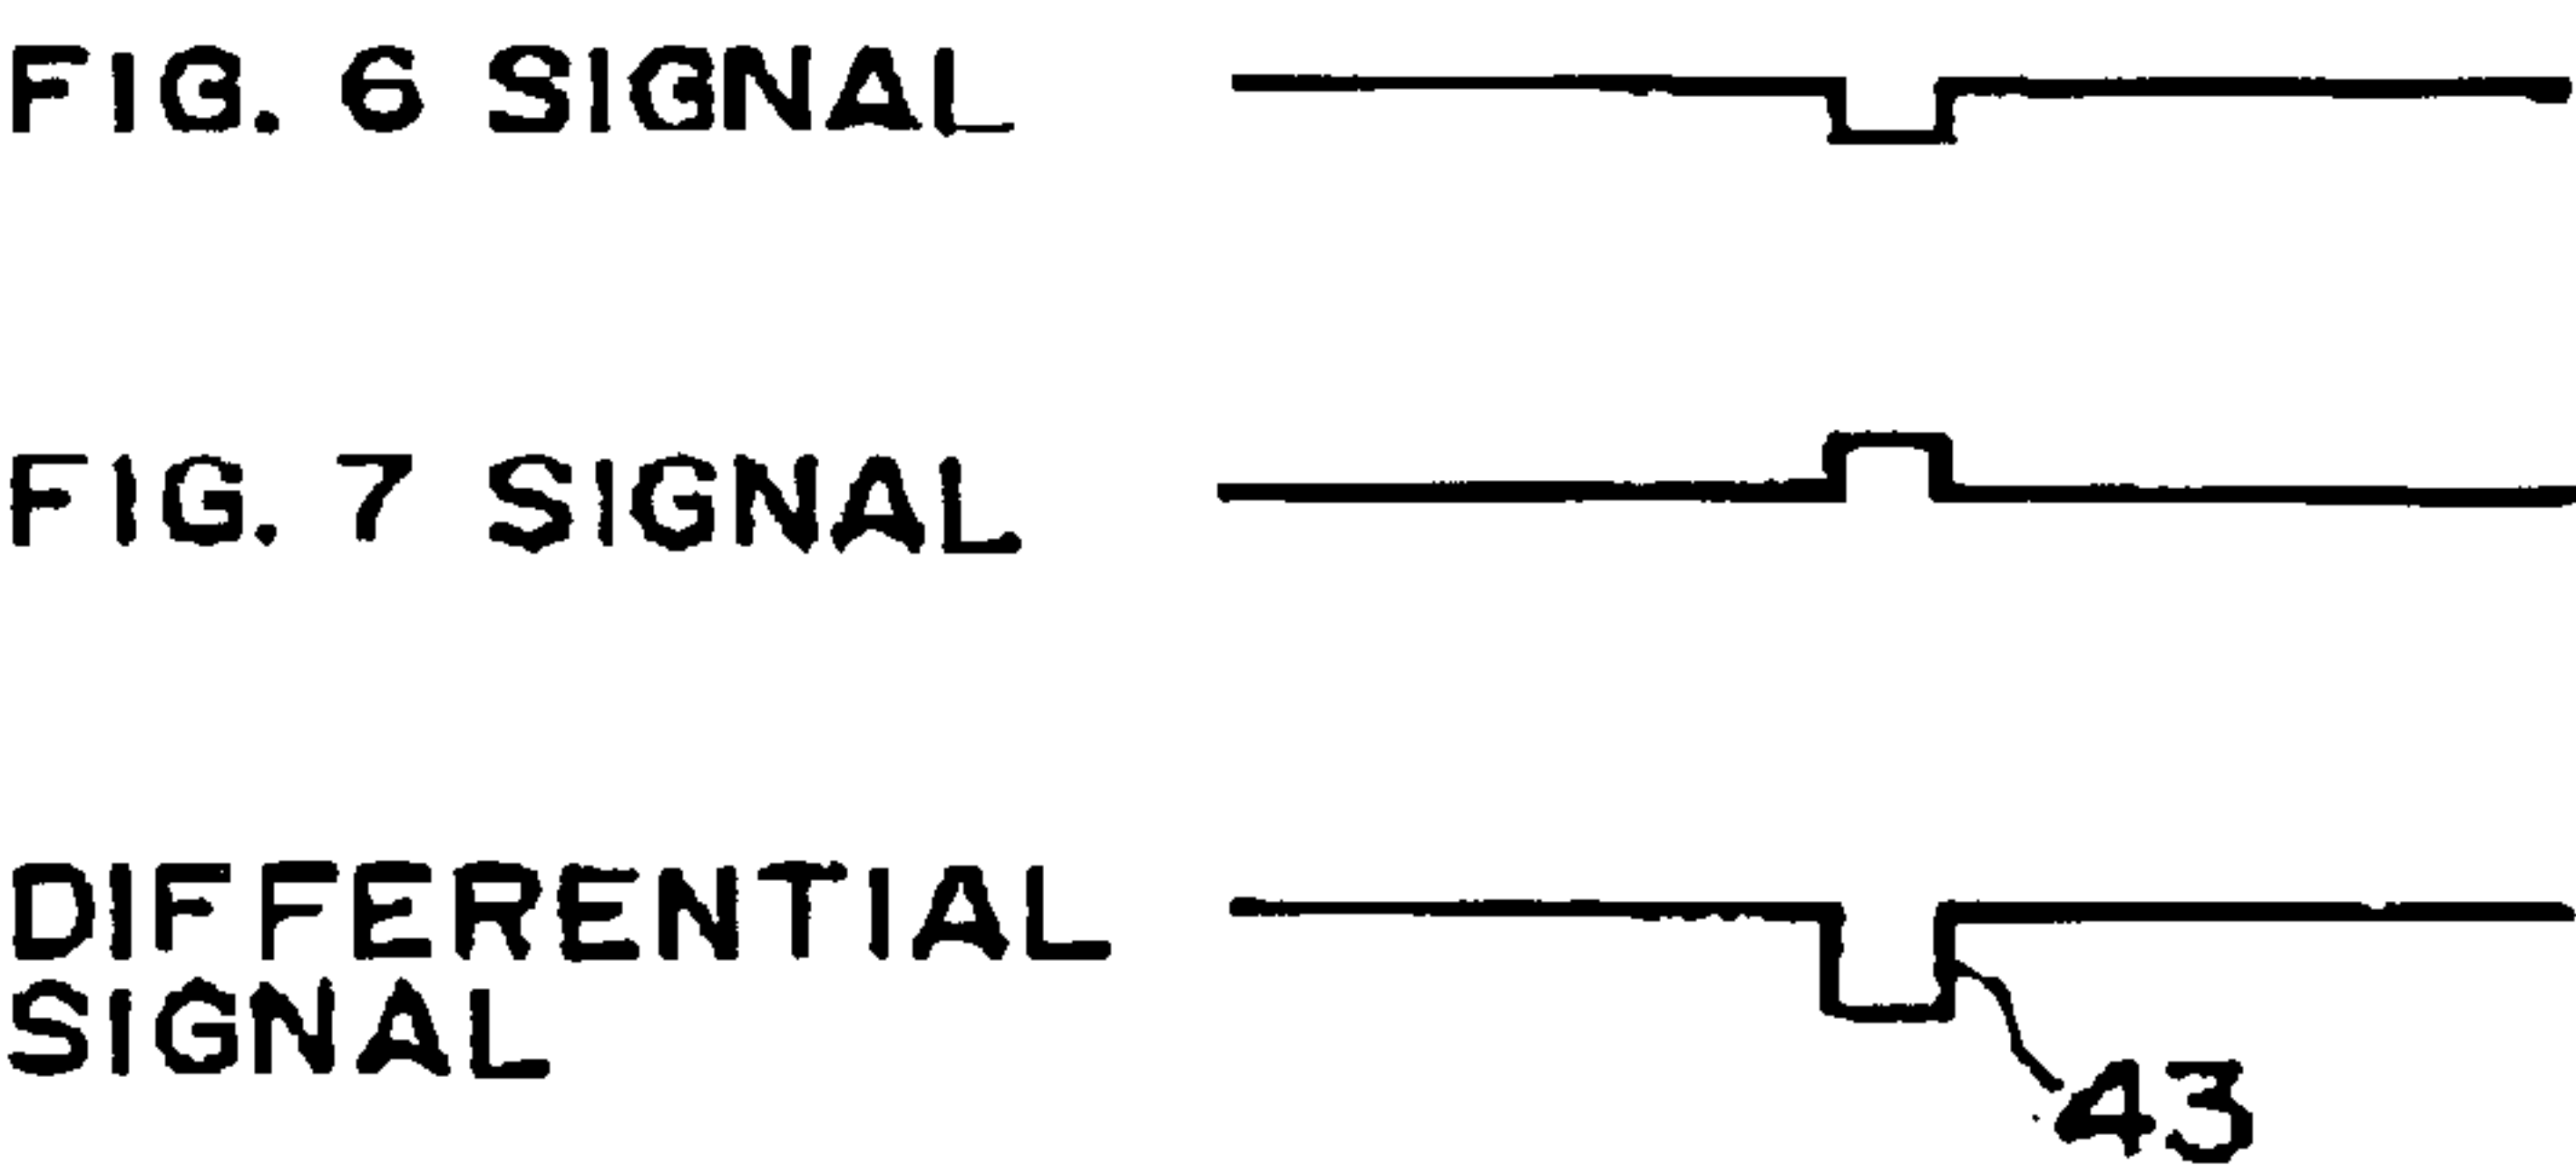 FIG. 6 SIGNAL
FIG. 7 SIGNAL
DIFFERENTIAL
SIGNAL
43